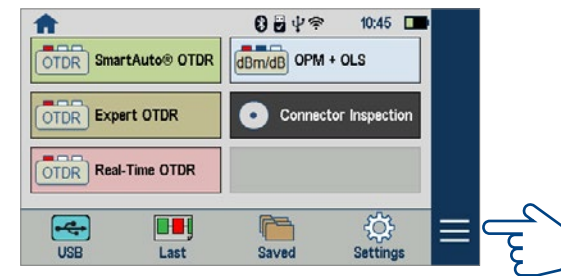 10:45
OTDR SmartAuto® OTDR
dBm/dB OPM + OLS
OTDR Expert OTDR
Connector Inspection
OTDR Real-Time OTDR
USB Last Saved Settings